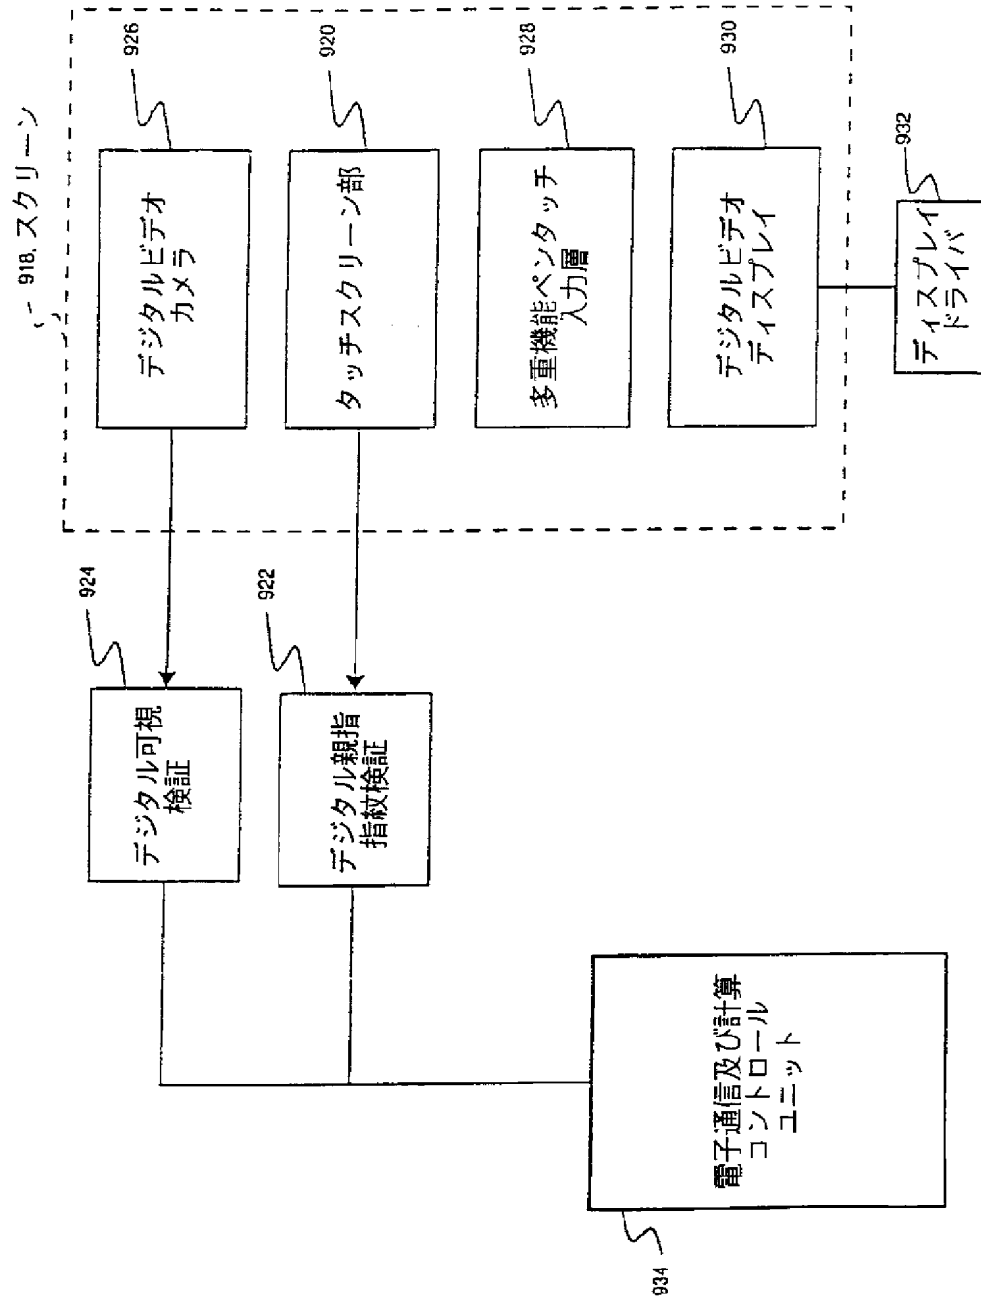 918. スクリーン
926
デジタルビデオ
カメラ
920
タッチスクリーン部
928
多重機能ペンタッチ
入力層
930
デジタルビデオ
ディスプレイ
932
ディスプレイ
ドライバ
924
デジタル可視
検証
922
デジタル親指
指紋検証
934
電子通信及び計算
コントロール
ユニット